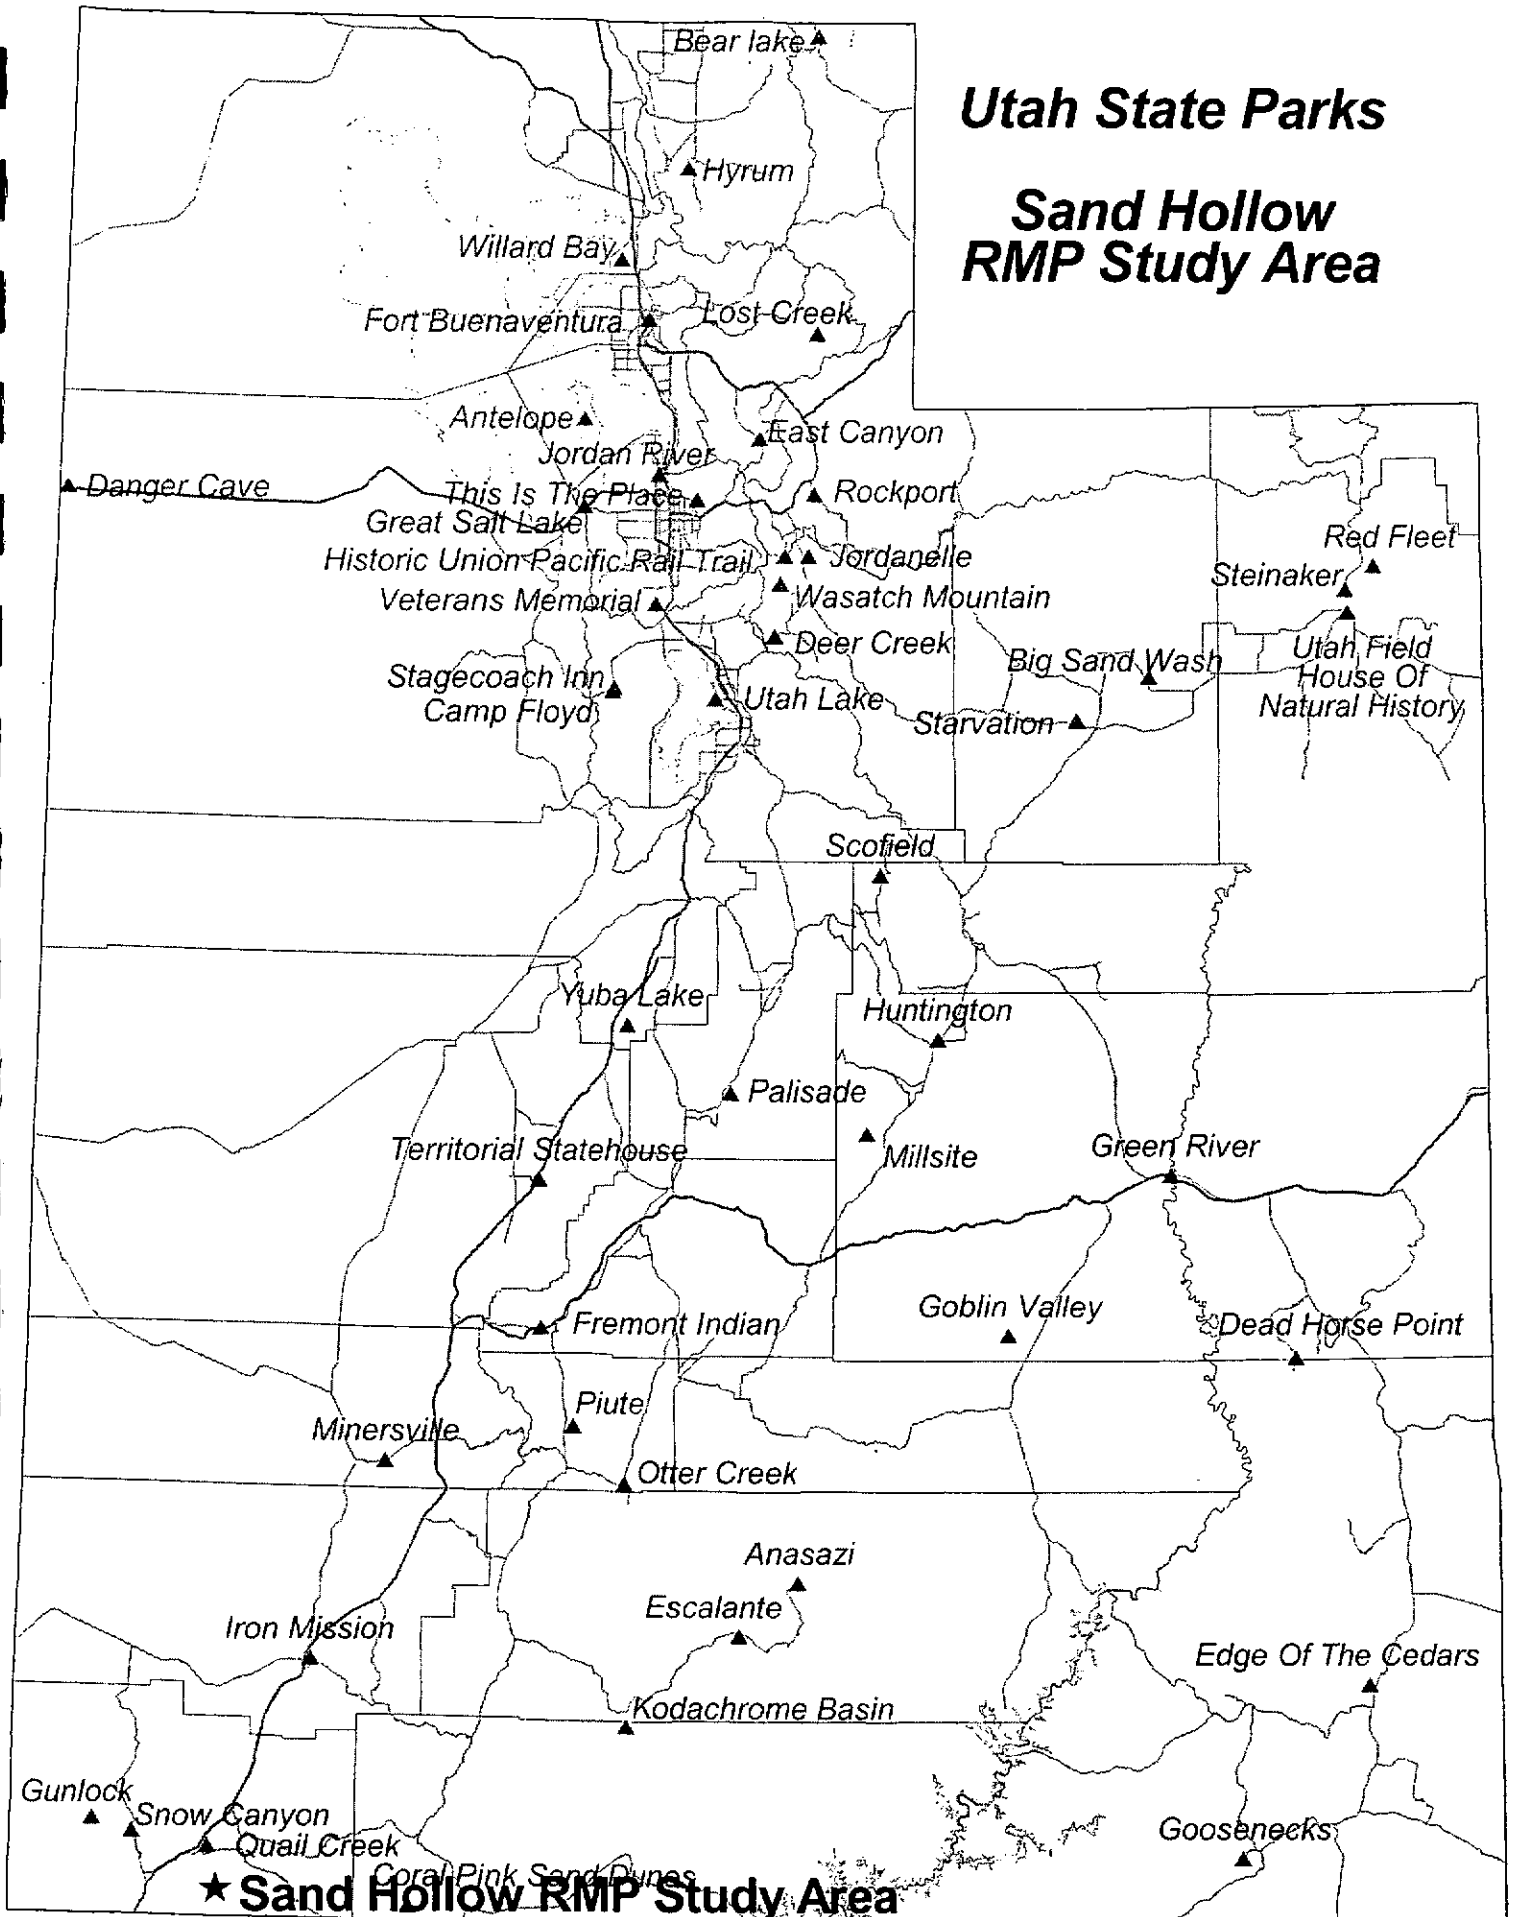 Bear lake
Utah State Parks
Sand Hollow
RMP Study Area
Hyrum
Willard Bay
Fort Buenaventura
Lost Creek
Antelope
East Canyon
Jordan River
Danger Cave
This Is The Place
Rockport
Great Salt Lake
Red Fleet
Historic Union Pacific Rail Trail
Jordanelle
Steinaker
Veterans Memorial
Wasatch Mountain
Deer Creek
Utah Field
House Of
Natural History
Big Sand Wash
Stagecoach Inn
Camp Floyd
Utah Lake
Starvation
Scofield
Yuba Lake
Huntington
Palisade
Territorial Statehouse
Millsite
Green River
Goblin Valley
Fremont Indian
Dead Horse Point
Piute
Minersville
Otter Creek
Anasazi
Escalante
Iron Mission
Edge Of The Cedars
Kodachrome Basin
Gunlock
Snow Canyon
Quail Creek
Goosenecks
Coral Pink Sand Dunes
Sand Hollow RMP Study Area